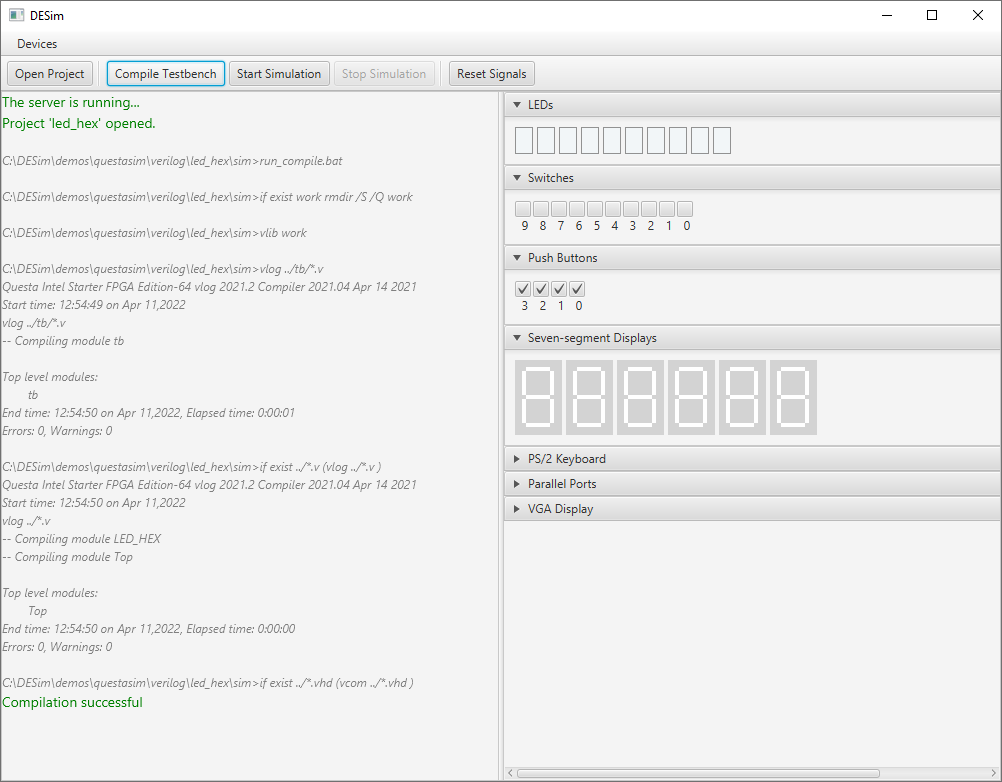 DESim
Devices
Open Project Compile Testbench Start Simulation Stop Simulation Reset Signals
The server is running...
Project 'led_hex' opened.
C:\DESim\demos\questasim\verilog\led_hex\sim>run_compile.bat
C:\DESim\demos\questasim\verilog\led_hex\sim>if exist work rmdir /S /Q work
C:\DESim\demos\questasim\verilog\led_hex\sim>vlib work
C:\DESim\demos\questasim\verilog\led_hex\sim>vlog ../tb/*.v
Questa Intel Starter FPGA Edition-64 vlog 2021.2 Compiler 2021.04 Apr 14 2021
Start time: 12:54:49 on Apr 11,2022
vlog ../tb/*.v
-- Compiling module tb
Top level modules:
tb
End time: 12:54:50 on Apr 11,2022, Elapsed time: 0:00:01
Errors: 0, Warnings: 0
C:\DESim\demos\questasim\verilog\led_hex\sim>if exist ../*.v (vlog ../*.v )
Questa Intel Starter FPGA Edition-64 vlog 2021.2 Compiler 2021.04 Apr 14 2021
Start time: 12:54:50 on Apr 11,2022
vlog ../*.v
-- Compiling module LED_HEX
-- Compiling module Top
Top level modules:
Top
End time: 12:54:50 on Apr 11,2022, Elapsed time: 0:00:00
Errors: 0, Warnings: 0
C:\DESim\demos\questasim\verilog\led_hex\sim>if exist ../*.vhd (vcom ../*.vhd )
Compilation successful
LEDs
Switches
9 8 7 6 5 4 3 2 1 0
Push Buttons
3 2 1 0
Seven-segment Displays
PS/2 Keyboard
Parallel Ports
VGA Display